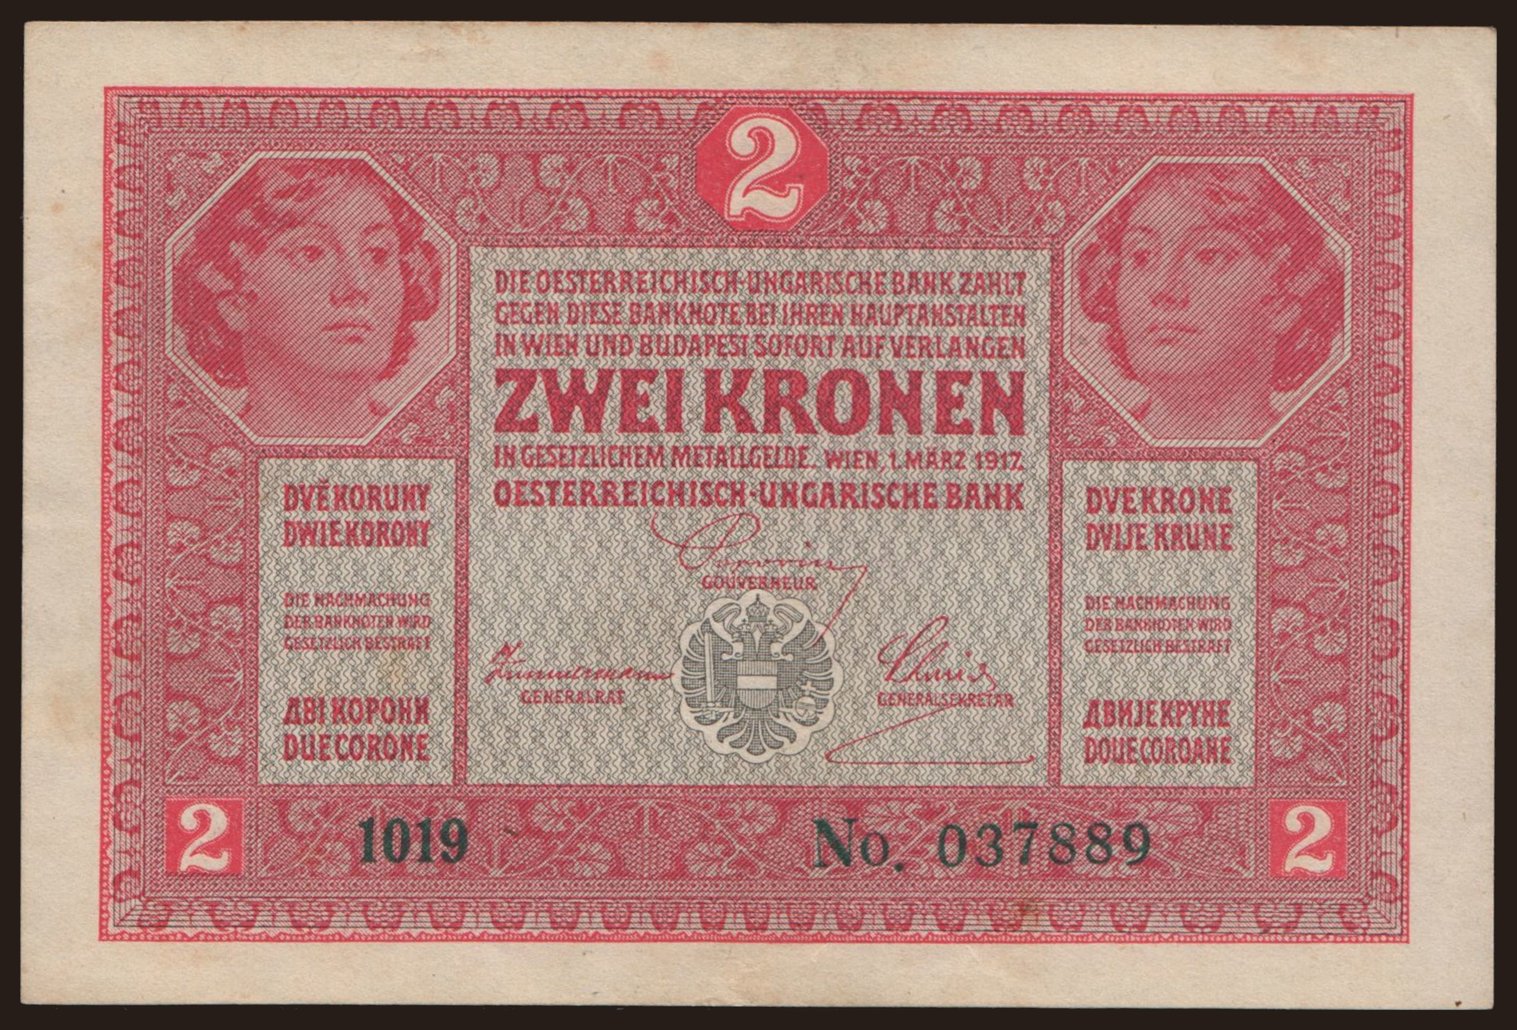 2
DIE OESTERREICHISCH-UNGARISCHE BANK ZAHLT
GEGEN DIESE BANKNOTE BEI IHREN HAUPTANSTALTEN
IN WIEN UND BUDAPEST SOFORT AUF VERLANGEN
ZWEI KRONEN
IN GESETZLICHEM METALLGELDE. WIEN, 1. MÄRZ 1917.
OESTERREICHISCH-UNGARISCHE BANK
GOUVERNEUR
Zimmermann
GENERALRAT
GENERALSEKRETÄR
DVĚ KORUNY
DWIE KORONY
DIE NACHMACHUNG
DER BANKNOTEN WIRD
GESETZLICH BESTRAFT
ДВІ КОРОНИ
DUE CORONE
DVE KRONE
DVIJE KRUNE
DIE NACHMACHUNG
DER BANKNOTEN WIRD
GESETZLICH BESTRAFT
ДВИЈЕ КРУНЕ
DOUE COROANE
2
1019
No. 037889
2